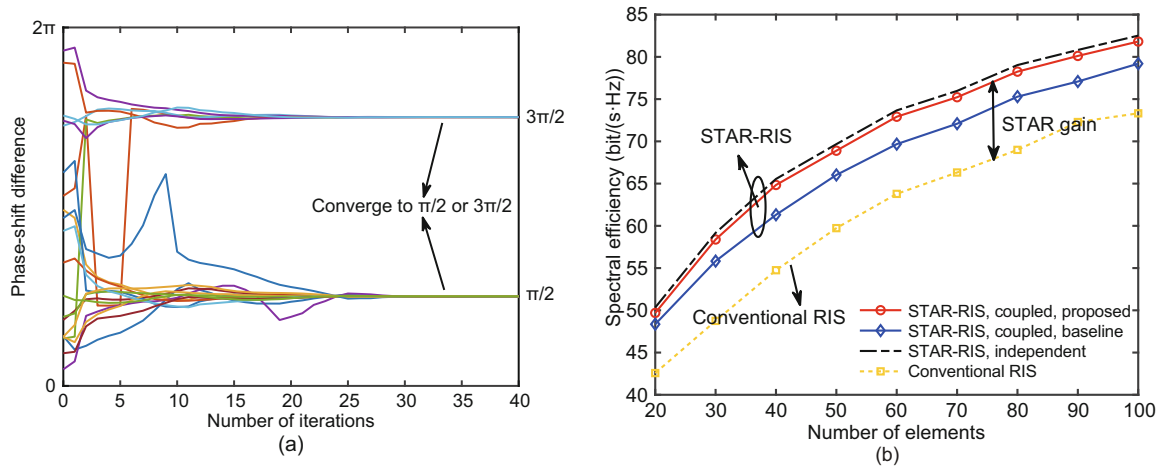 2π
3π/2
Converge to π/2 or 3π/2
π/2
0
Phase-shift difference
0 5 10 15 20 25 30 35 40
Number of iterations
(a)
85
80
75
70
65
60
55
50
45
40
Spectral efficiency (bit/(s·Hz))
STAR-RIS
STAR gain
Conventional RIS
STAR-RIS, coupled, proposed
STAR-RIS, coupled, baseline
STAR-RIS, independent
Conventional RIS
20 30 40 50 60 70 80 90 100
Number of elements
(b)